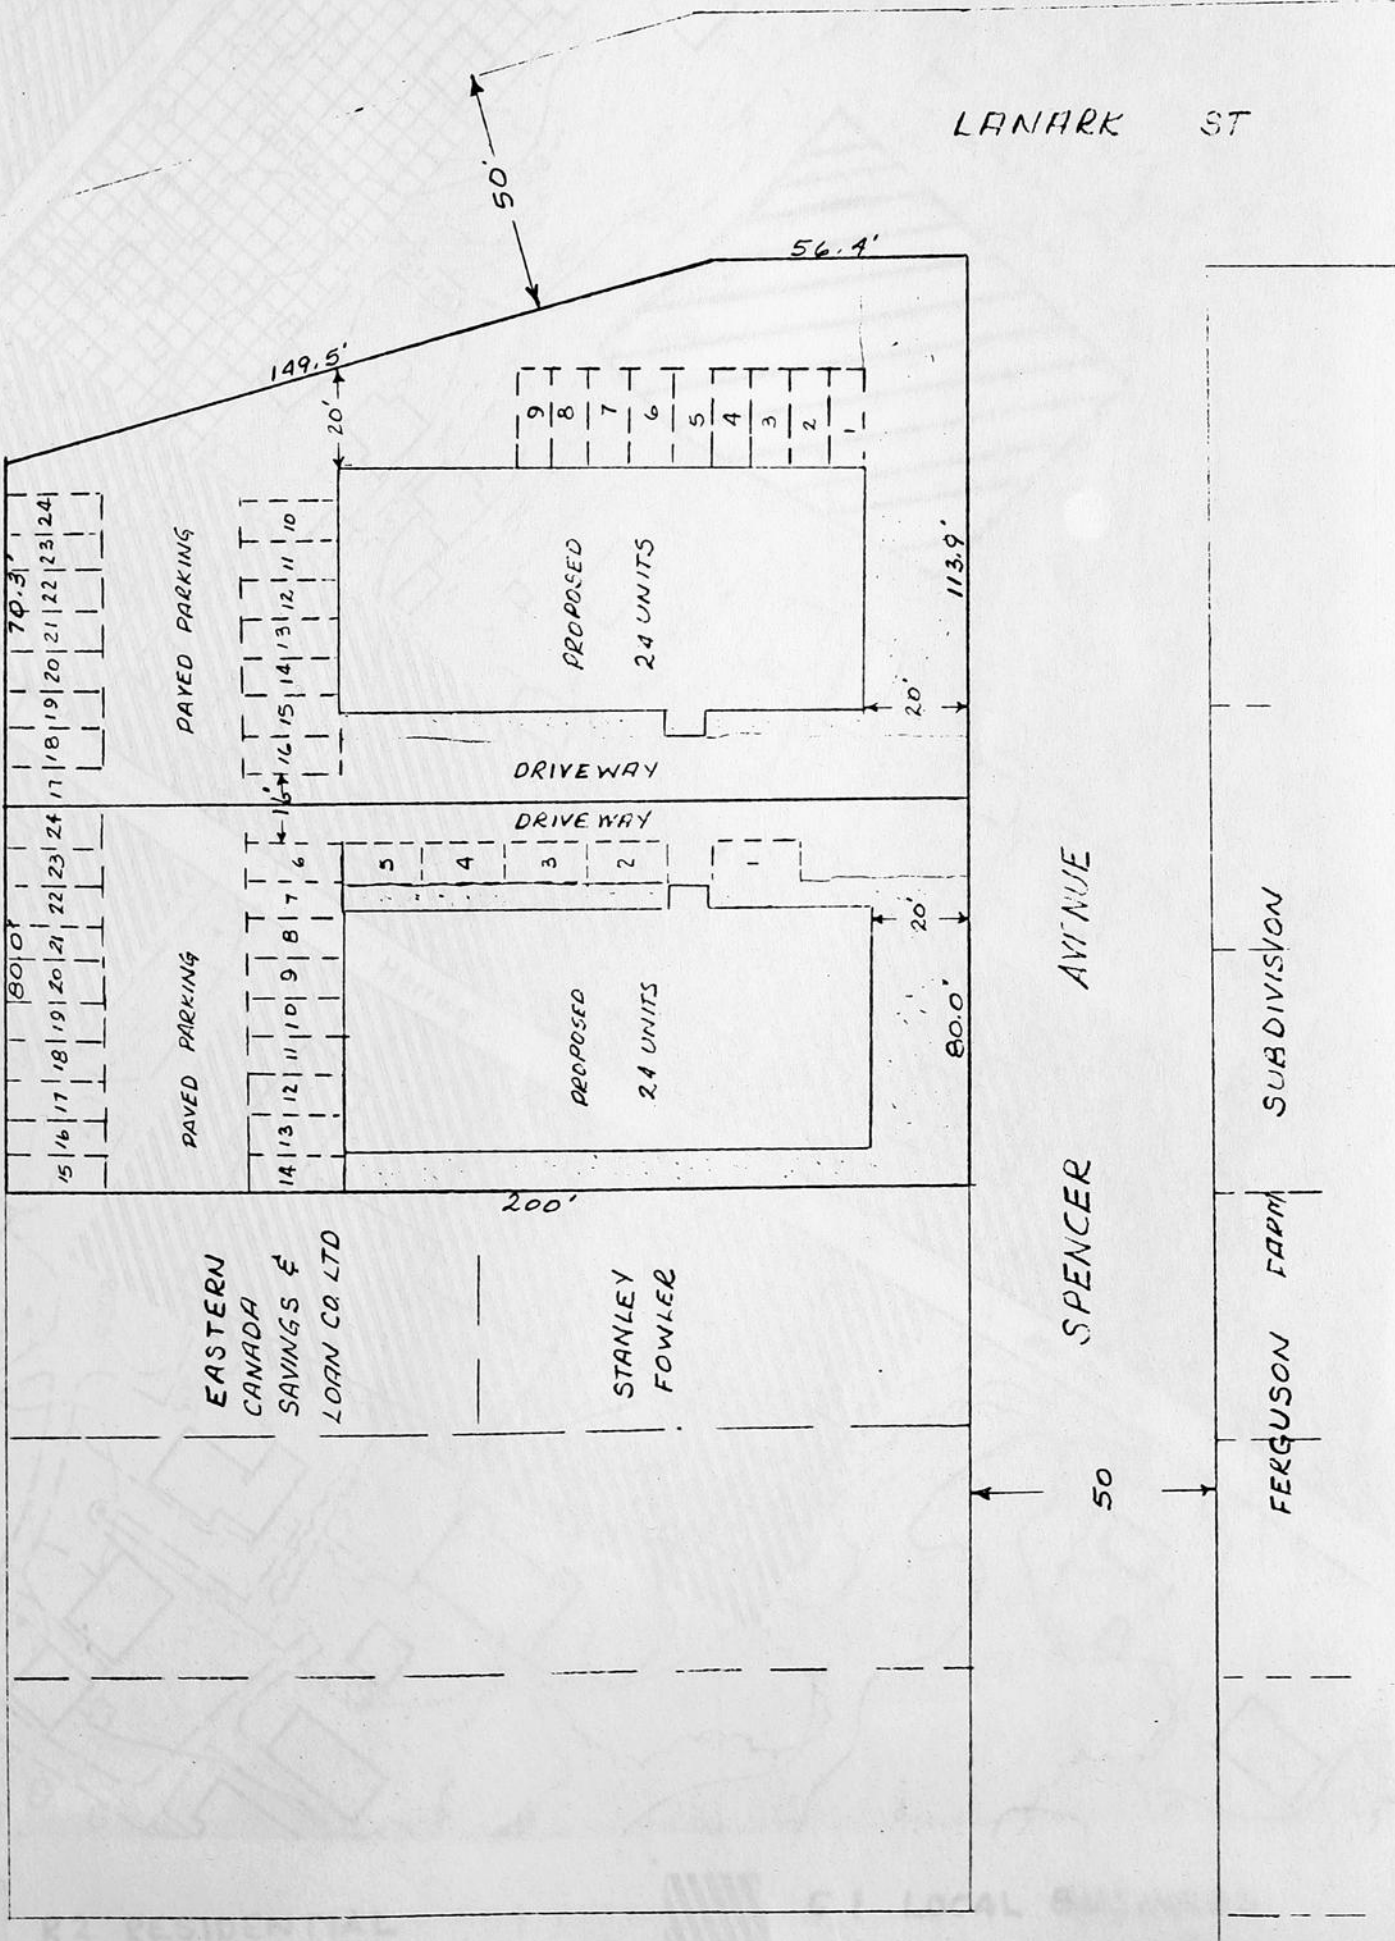 LANARK ST
50'
56.4'
149.5'
20'
9 8 7 6 5 4 3 2 1
70.3'
17 18 19 20 21 22 23 24
PAVED PARKING
16 15 14 13 12 11 10
PROPOSED
24 UNITS
113.9'
20'
DRIVEWAY
16'
DRIVEWAY
5 4 3 2 1
80.0'
15 16 17 18 19 20 21 22 23 24
PAVED PARKING
14 13 12 11 10 9 8 7 6
PROPOSED
24 UNITS
20'
80.0'
200'
EASTERN
CANADA
SAVINGS &
LOAN CO. LTD
STANLEY
FOWLER
SPENCER AVENUE
50
FERGUSON FARM SUBDIVISION
R2 RESIDENTIAL
LOCAL